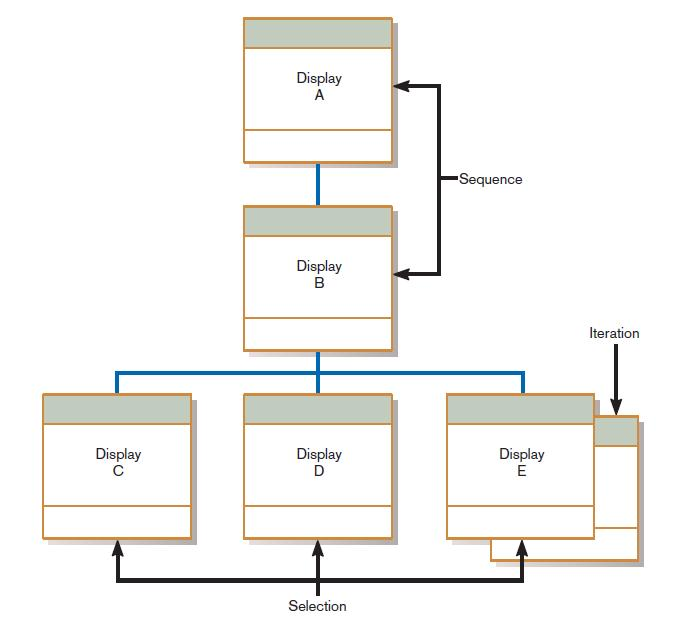 Display
A
Sequence
Display
B
Iteration
Display
C
Display
D
Display
E
Selection